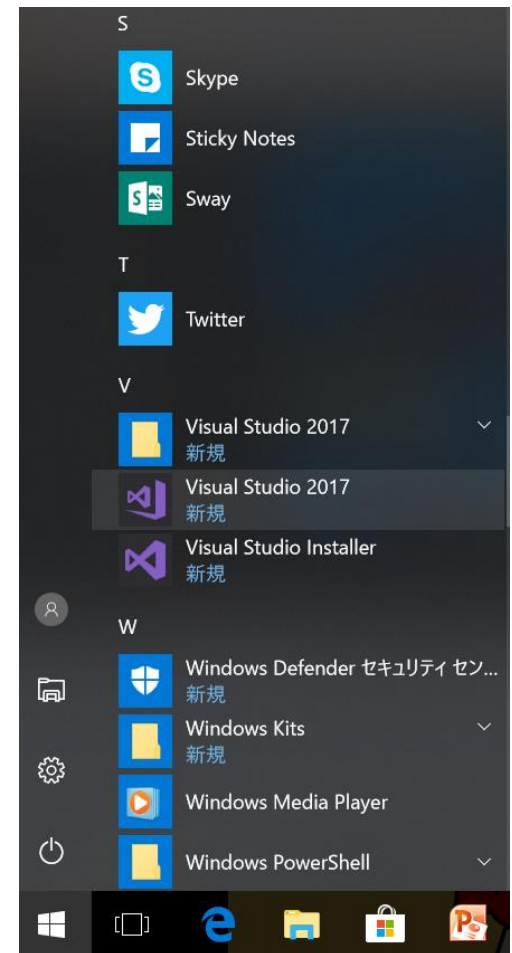 S
Skype
Sticky Notes
Sway
T
Twitter
V
Visual Studio 2017
新規
Visual Studio 2017
新規
Visual Studio Installer
新規
W
Windows Defender セキュリティ セン...
新規
Windows Kits
新規
Windows Media Player
Windows PowerShell